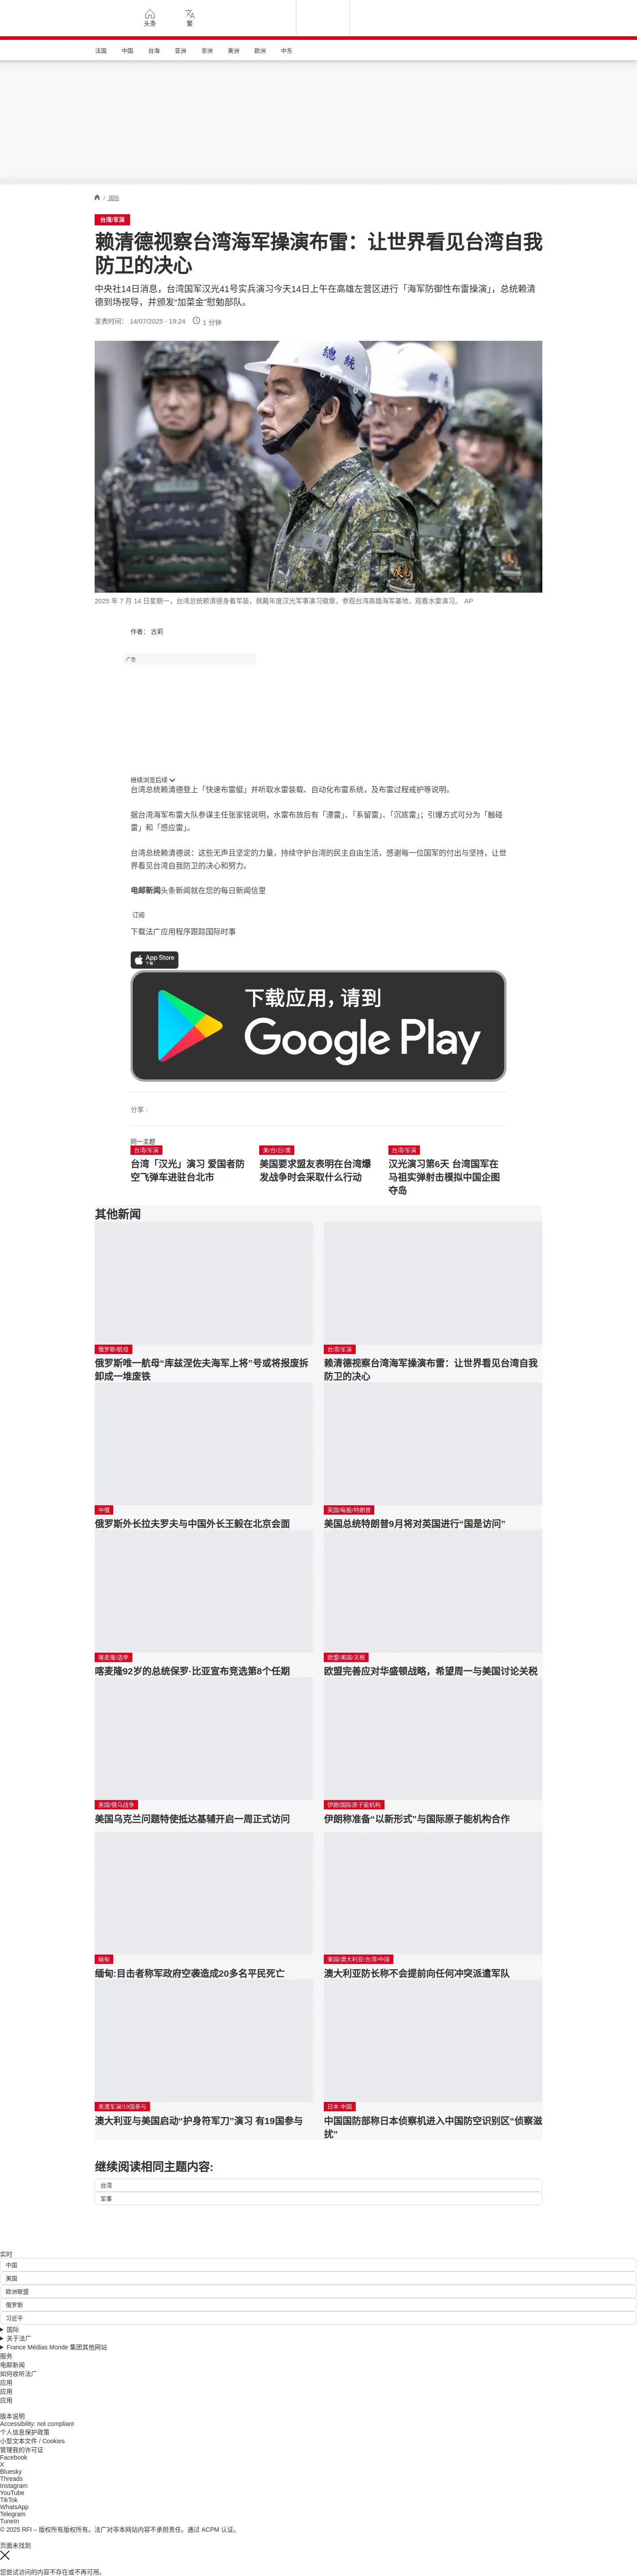 头条
繁
法国
中国
台海
亚洲
非洲
美洲
欧洲
中东
/ 国际
台湾/军演
赖清德视察台湾海军操演布雷：让世界看见台湾自我
防卫的决心
中央社14日消息，台湾国军汉光41号实兵演习今天14日上午在高雄左营区进行「海军防御性布雷操演」，总统赖清
德到场视导，并颁发“加菜金”慰勉部队。
发表时间： 14/07/2025 - 19:24
1 分钟
總統
2025 年 7 月 14 日星期一，台湾总统赖清德身着军装，佩戴年度汉光军事演习徽章，参观台湾高雄海军基地，观看水雷演习。 AP
作者： 古莉
广告
继续浏览后续
台湾总统赖清德登上「快速布雷艇」并听取水雷装载、自动化布雷系统，及布雷过程戒护等说明。
据台湾海军布雷大队参谋主任张家铭说明，水雷布放后有「漂雷」、「系留雷」、「沉底雷」；引爆方式可分为「触碰
雷」和「感应雷」。
台湾总统赖清德说：这些无声且坚定的力量，持续守护台湾的民主自由生活，感谢每一位国军的付出与坚持，让世
界看见台湾自我防卫的决心和努力。
电邮新闻头条新闻就在您的每日新闻信里
订阅
下载法广应用程序跟踪国际时事
App Store
下载
下载应用，请到
Google Play
分享 :
同一主题
台湾/军演
台湾「汉光」演习 爱国者防
空飞弹车进驻台北市
美/台/日/澳
美国要求盟友表明在台湾爆
发战争时会采取什么行动
台湾/军演
汉光演习第6天 台湾国军在
马祖实弹射击模拟中国企图
夺岛
其他新闻
俄罗斯/航母
俄罗斯唯一航母“库兹涅佐夫海军上将”号或将报废拆
卸成一堆废铁
台湾/军演
赖清德视察台湾海军操演布雷：让世界看见台湾自我
防卫的决心
中俄
俄罗斯外长拉夫罗夫与中国外长王毅在北京会面
英国/每股/特朗普
美国总统特朗普9月将对英国进行“国是访问”
喀麦隆/选举
喀麦隆92岁的总统保罗·比亚宣布竞选第8个任期
欧盟/美国/关税
欧盟完善应对华盛顿战略，希望周一与美国讨论关税
美国/俄乌战争
美国乌克兰问题特使抵达基辅开启一周正式访问
伊朗/国际原子能机构
伊朗称准备“以新形式”与国际原子能机构合作
缅甸
缅甸:目击者称军政府空袭造成20多名平民死亡
美国/澳大利亚/台湾/中国
澳大利亚防长称不会提前向任何冲突派遣军队
美澳军演/19国参与
澳大利亚与美国启动“护身符军刀”演习 有19国参与
日本 中国
中国国防部称日本侦察机进入中国防空识别区“侦察滋
扰”
继续阅读相同主题内容:
台湾
军事
实时
中国
美国
欧洲联盟
俄罗斯
习近平
国际
关于法广
France Médias Monde 集团其他网站
服务
电邮新闻
如何收听法广
应用
应用
应用
版本说明
Accessibility: not compliant
个人信息保护政策
小型文本文件 / Cookies
管理我的许可证
Facebook
X
Bluesky
Threads
Instagram
YouTube
TikTok
WhatsApp
Telegram
TuneIn
© 2025 RFI – 版权所有版权所有。法广对非本网站内容不承担责任。通过 ACPM 认证。
页面未找到
您尝试访问的内容不存在或不再可用。